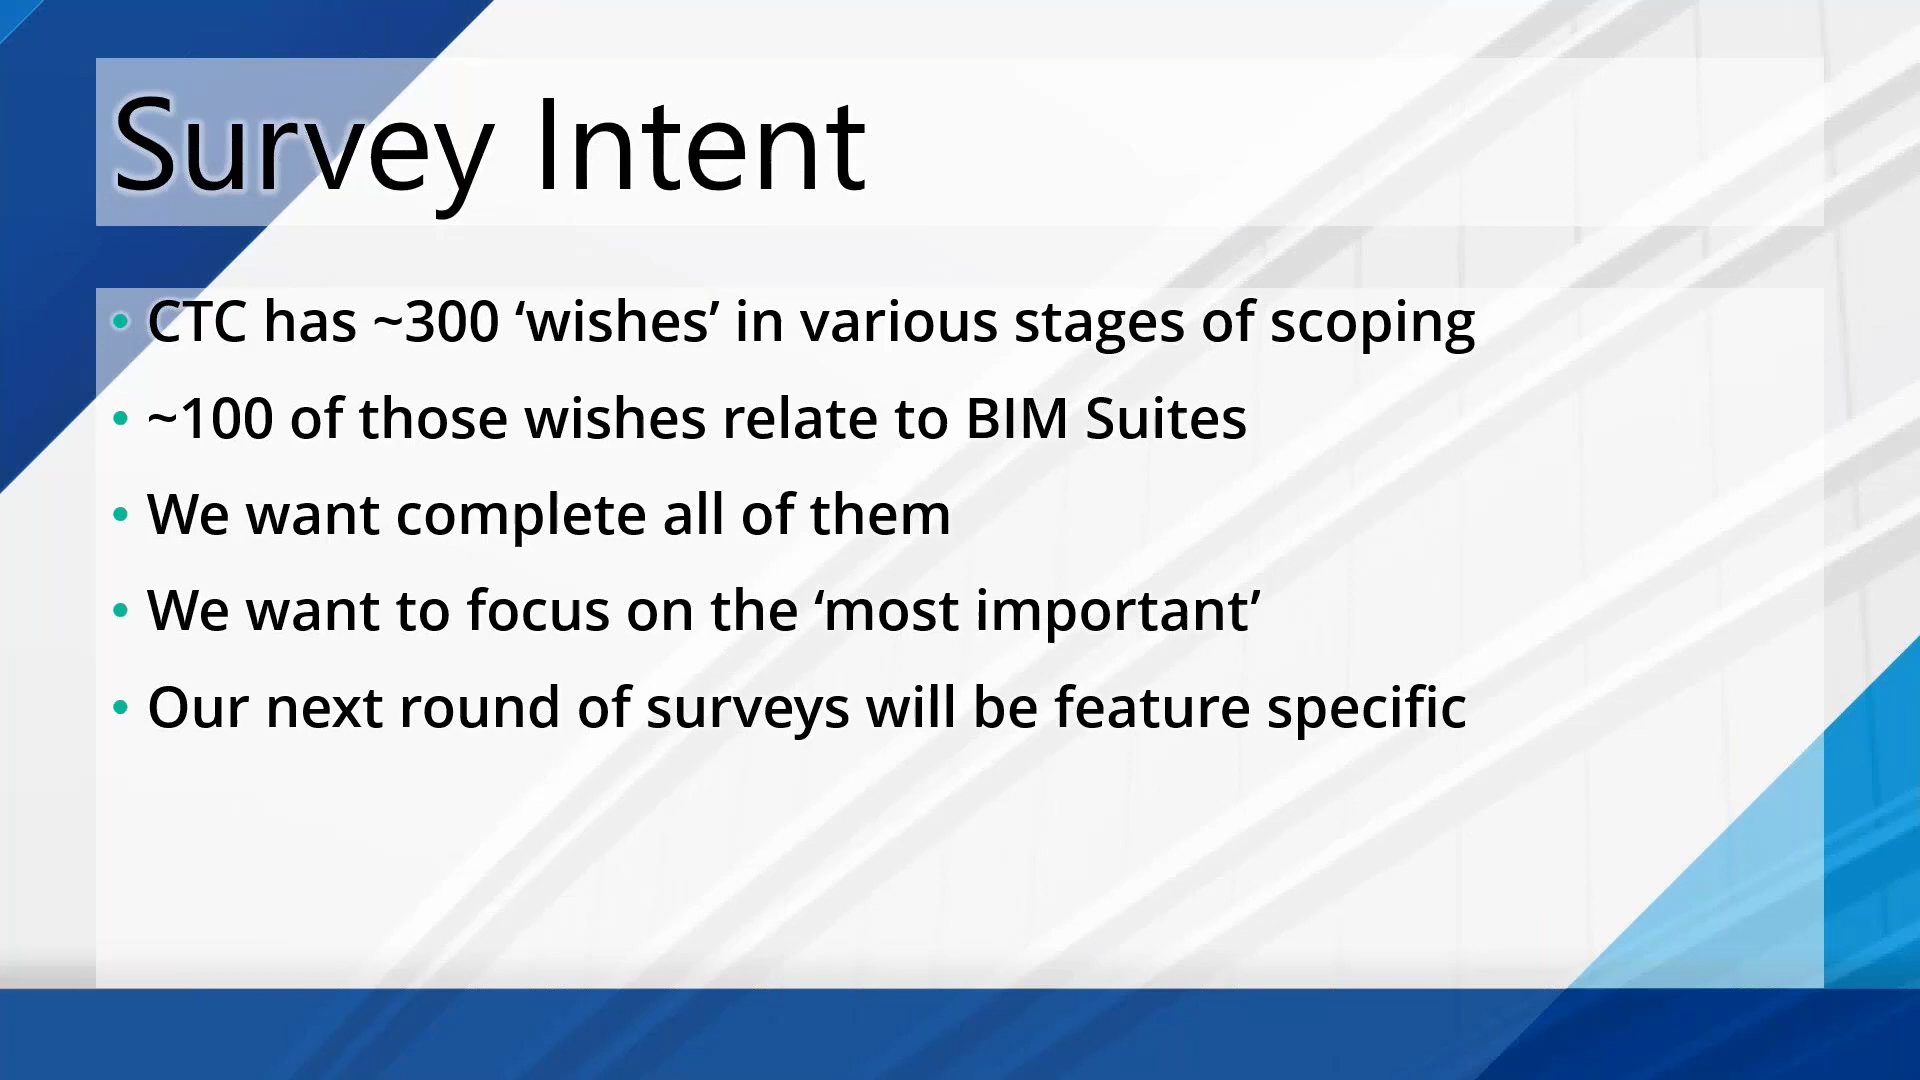 Survey Intent
• CTC has ~300 ‘wishes’ in various stages of scoping
• ~100 of those wishes relate to BIM Suites
• We want complete all of them
• We want to focus on the ‘most important’
• Our next round of surveys will be feature specific